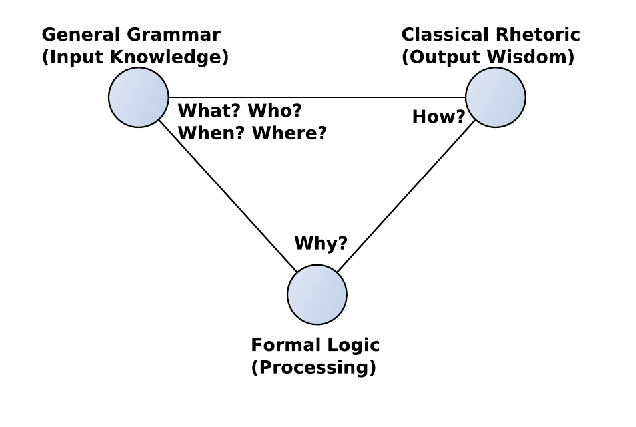 General Grammar
(Input Knowledge)
Classical Rhetoric
(Output Wisdom)
What? Who?
When? Where?
How?
Why?
Formal Logic
(Processing)